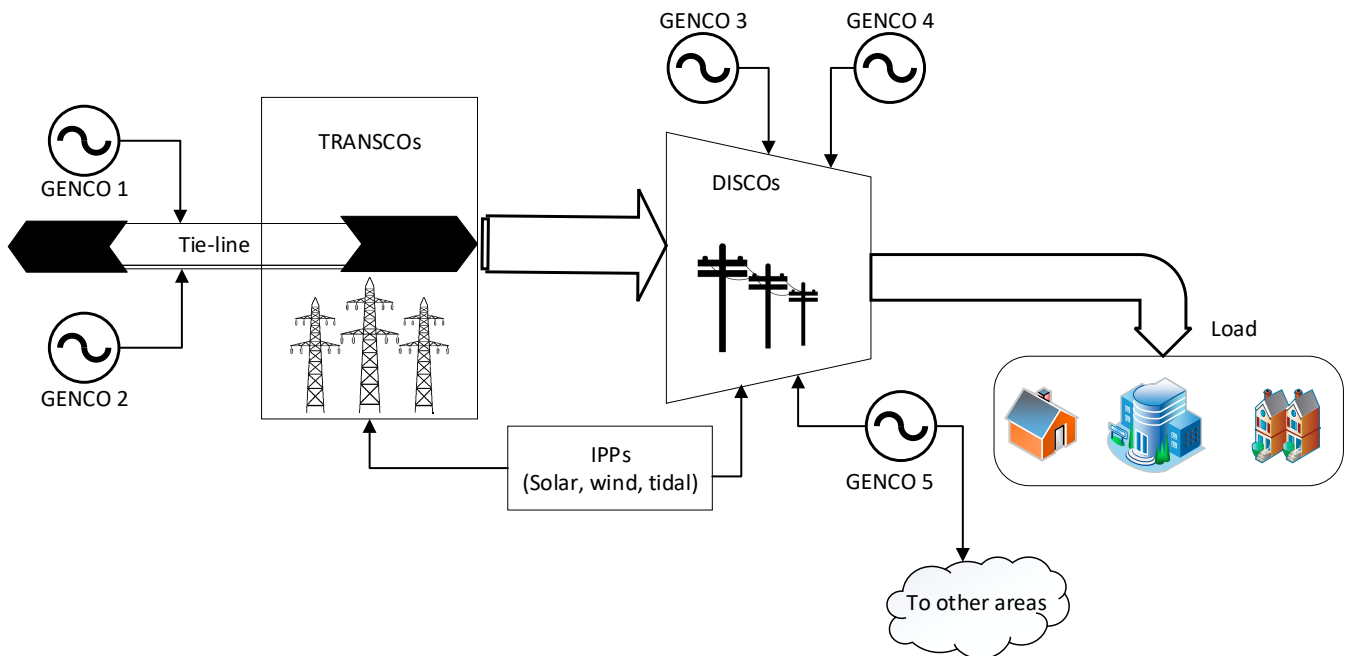 GENCO 3
GENCO 4
TRANSCOs
GENCO 1
DISCOs
Tie-line
Load
GENCO 2
IPPs
(Solar, wind, tidal)
GENCO 5
To other areas